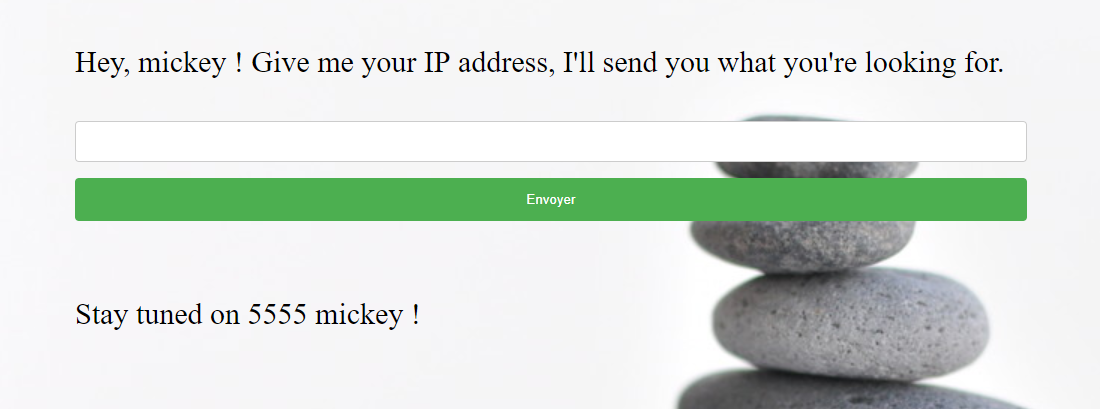 Hey, mickey ! Give me your IP address, I'll send you what you're looking for.
Envoyer
Stay tuned on 5555 mickey !